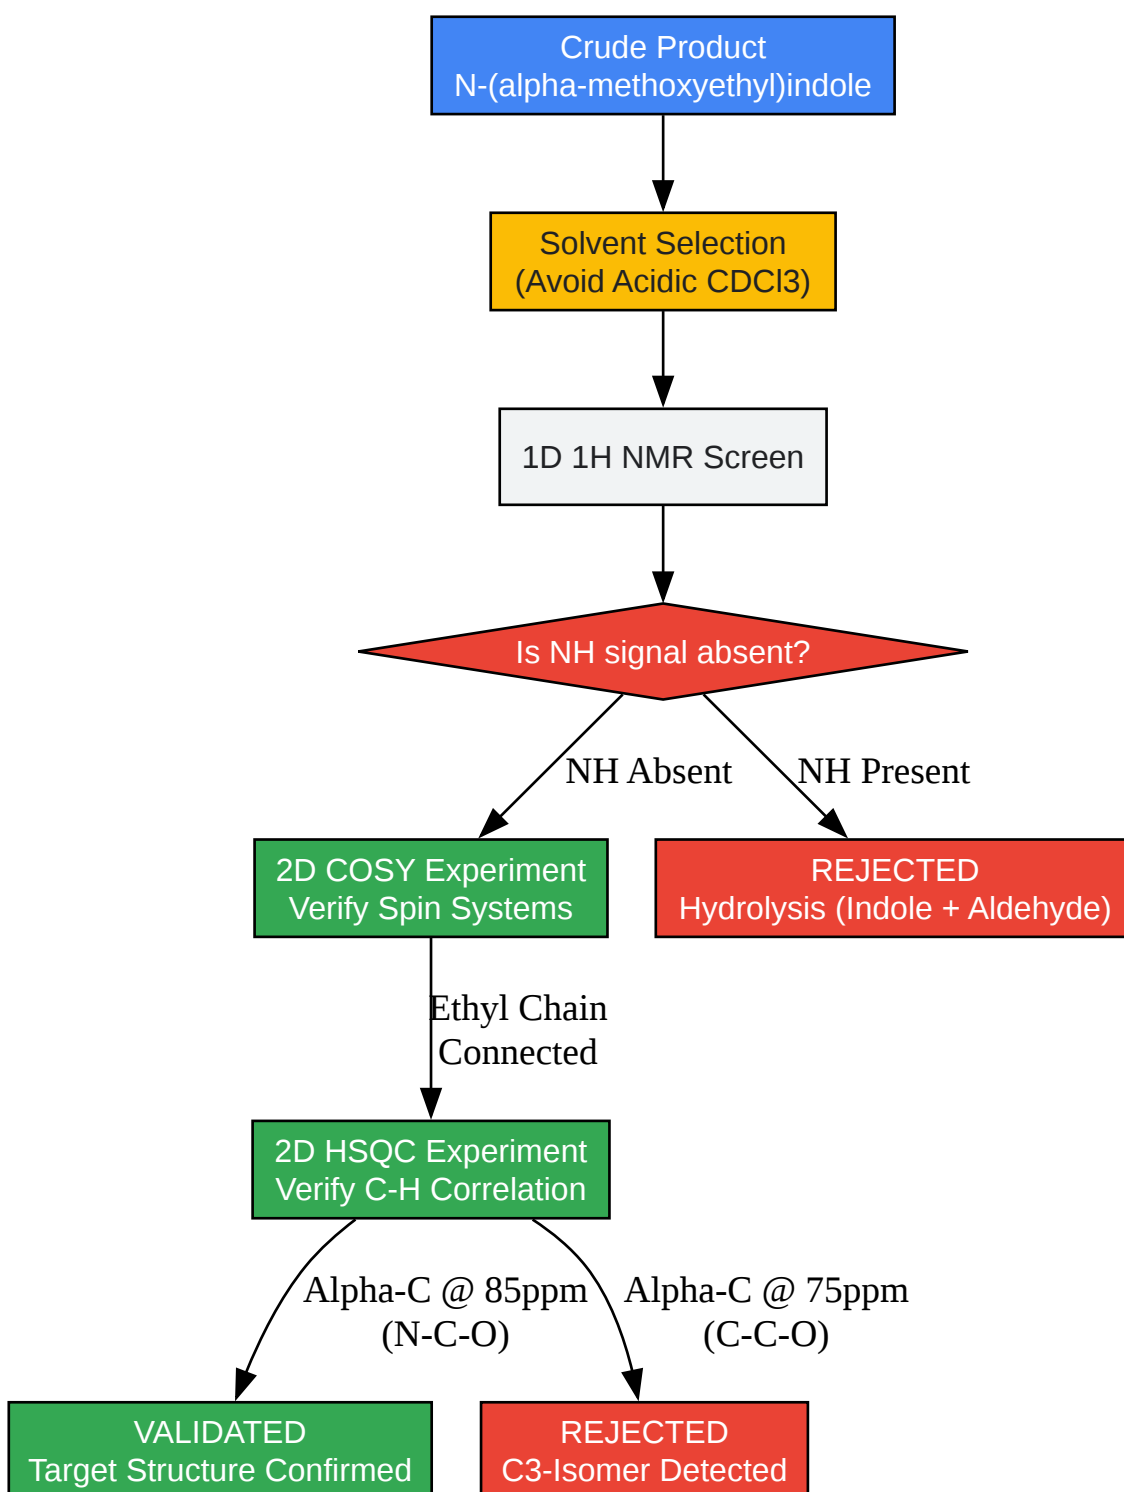 Crude Product
N-(alpha-methoxyethyl)indole
Solvent Selection
(Avoid Acidic CDCl3)
1D 1H NMR Screen
Is NH signal absent?
NH Absent
NH Present
2D COSY Experiment
Verify Spin Systems
REJECTED
Hydrolysis (Indole + Aldehyde)
Ethyl Chain
Connected
2D HSQC Experiment
Verify C-H Correlation
Alpha-C @ 85ppm
(N-C-O)
Alpha-C @ 75ppm
(C-C-O)
VALIDATED
Target Structure Confirmed
REJECTED
C3-Isomer Detected